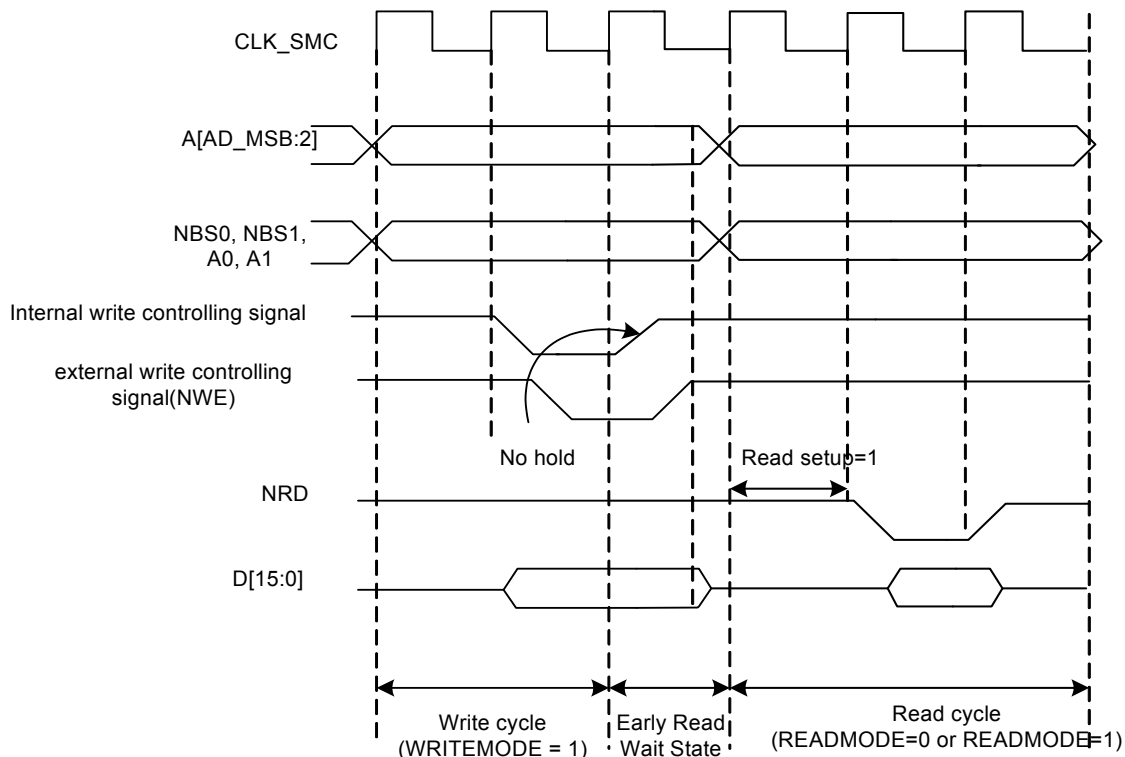 CLK_SMC
A[AD_MSB:2]
NBS0, NBS1,
A0, A1
Internal write controlling signal
external write controlling
signal(NWE)
No hold
Read setup=1
NRD
D[15:0]
Write cycle
(WRITEMODE = 1)
Early Read
Wait State
Read cycle
(READMODE=0 or READMODE=1)